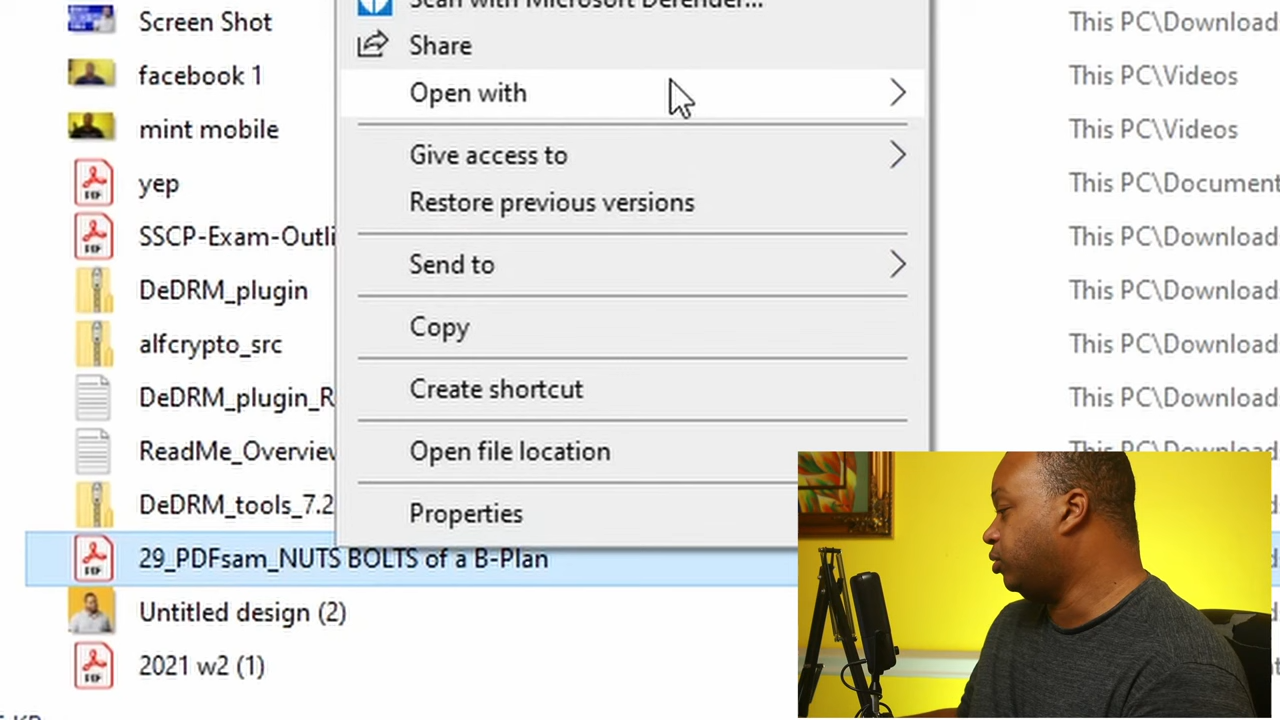 Scan with Microsoft Defender...
Screen Shot
This PC\Download
Share
facebook 1
This PC\Videos
Open with
mint mobile
This PC\Videos
Give access to
yep
This PC\Document
Restore previous versions
SSCP-Exam-Outli
This PC\Download
Send to
DeDRM_plugin
This PC\Download
Copy
alfcrypto_src
This PC\Download
Create shortcut
DeDRM_plugin_R
This PC\Download
Open file location
ReadMe_Overview
This PC\Download
DeDRM_tools_7.2
Properties
29_PDFsam_NUTS BOLTS of a B-Plan
Untitled design (2)
2021 w2 (1)